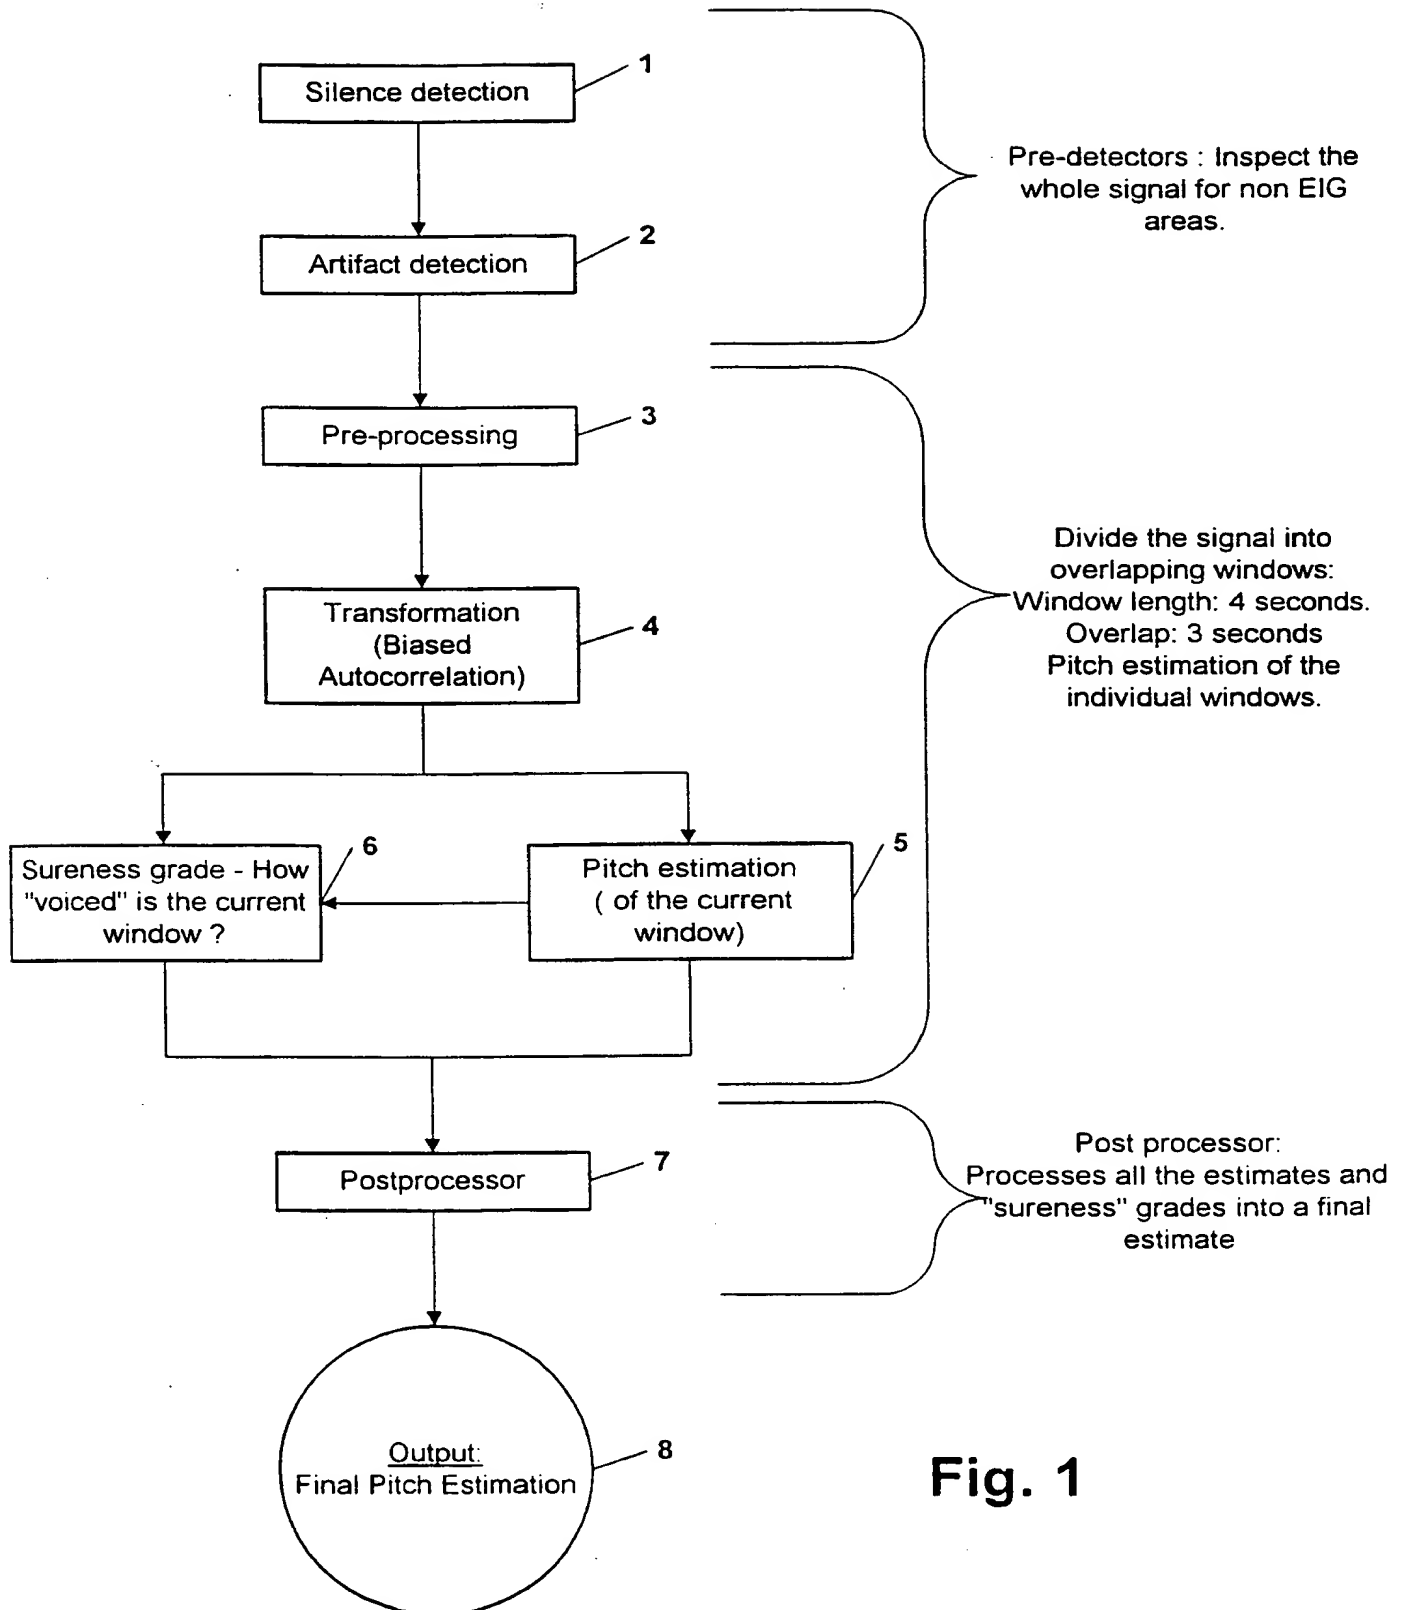 1
Silence detection
2
Artifact detection
Pre-detectors : Inspect the
whole signal for non EIG
areas.
3
Pre-processing
4
Transformation
(Biased
Autocorrelation)
Divide the signal into
overlapping windows:
Window length: 4 seconds.
Overlap: 3 seconds
Pitch estimation of the
individual windows.
6
Sureness grade - How
"voiced" is the current
window ?
5
Pitch estimation
( of the current
window)
7
Postprocessor
Post processor:
Processes all the estimates and
"sureness" grades into a final
estimate
8
Output:
Final Pitch Estimation
Fig. 1